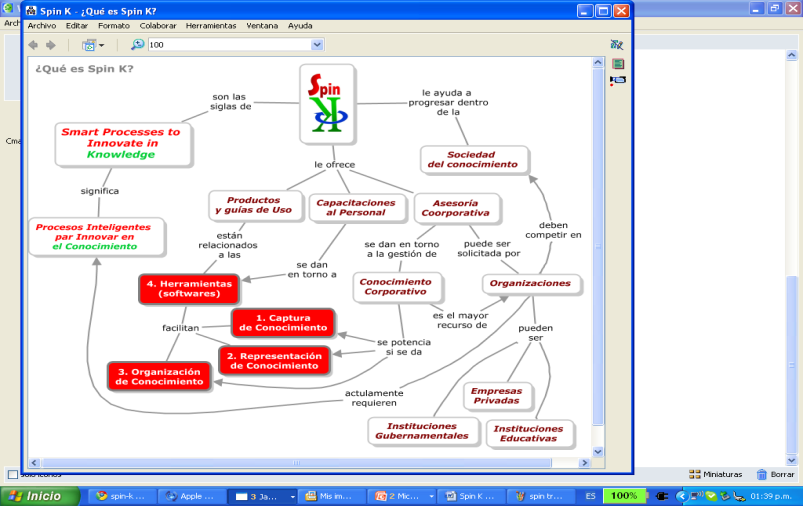 Spin K - ¿Qué es Spin K?
Archivo Editar Formato Colaborar Herramientas Ventana Ayuda
100
¿Qué es Spin K?
Spin
K
son las
siglas de
le ayuda a
progresar dentro
de la
Smart Processes to
Innovate in
Knowledge
Sociedad
del conocimiento
le ofrece
significa
Productos
y guías de Uso
Capacitaciones
al Personal
Asesoría
Coorporativa
Procesos Inteligentes
par Innovar en
el Conocimiento
están
relacionados
a las
se dan
en torno a
se dan en torno
a la gestión de
puede ser
solicitada por
deben
competir en
4. Herramientas
(softwares)
Conocimiento
Corporativo
Organizaciones
facilitan
1. Captura
de Conocimiento
es el mayor
recurso de
pueden
ser
2. Representación
de Conocimiento
se potencia
si se da
3. Organización
de Conocimiento
actulamente
requieren
Empresas
Privadas
Instituciones
Gubernamentales
Instituciones
Educativas
Miniaturas Borrar
Inicio spin-k ... Apple ... 3 Ja... Mis im... 2 Mic... Spin K ... spin tr... ES 100% 01:39 p.m.